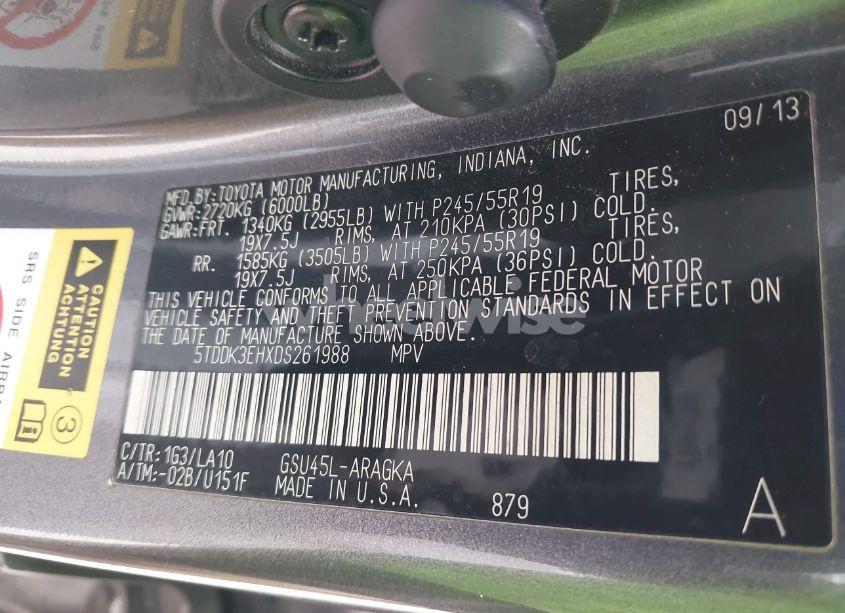 09/13
MFD.BY:TOYOTA MOTOR MANUFACTURING, INDIANA, INC.
GVWR:2720KG (6000LB)
GAWR:FRT. 1340KG (2955LB) WITH P245/55R19 TIRES,
19X7.5J RIMS, AT 210KPA (30PSI) COLD.
RR. 1585KG (3505LB) WITH P245/55R19 TIRES,
19X7.5J RIMS, AT 250KPA (36PSI) COLD.
THIS VEHICLE CONFORMS TO ALL APPLICABLE FEDERAL MOTOR
VEHICLE SAFETY AND THEFT PREVENTION STANDARDS IN EFFECT ON
THE DATE OF MANUFACTURE SHOWN ABOVE.
5TDDK3EHXDS261988 MPV
C/TR:1G3/LA10 GSU45L-ARAGKA
A/TM:-02B/U151F MADE IN U.S.A.
879
A
CAUTION
ATTENTION
ACHTUNG
SRS SIDE AIRBA
3